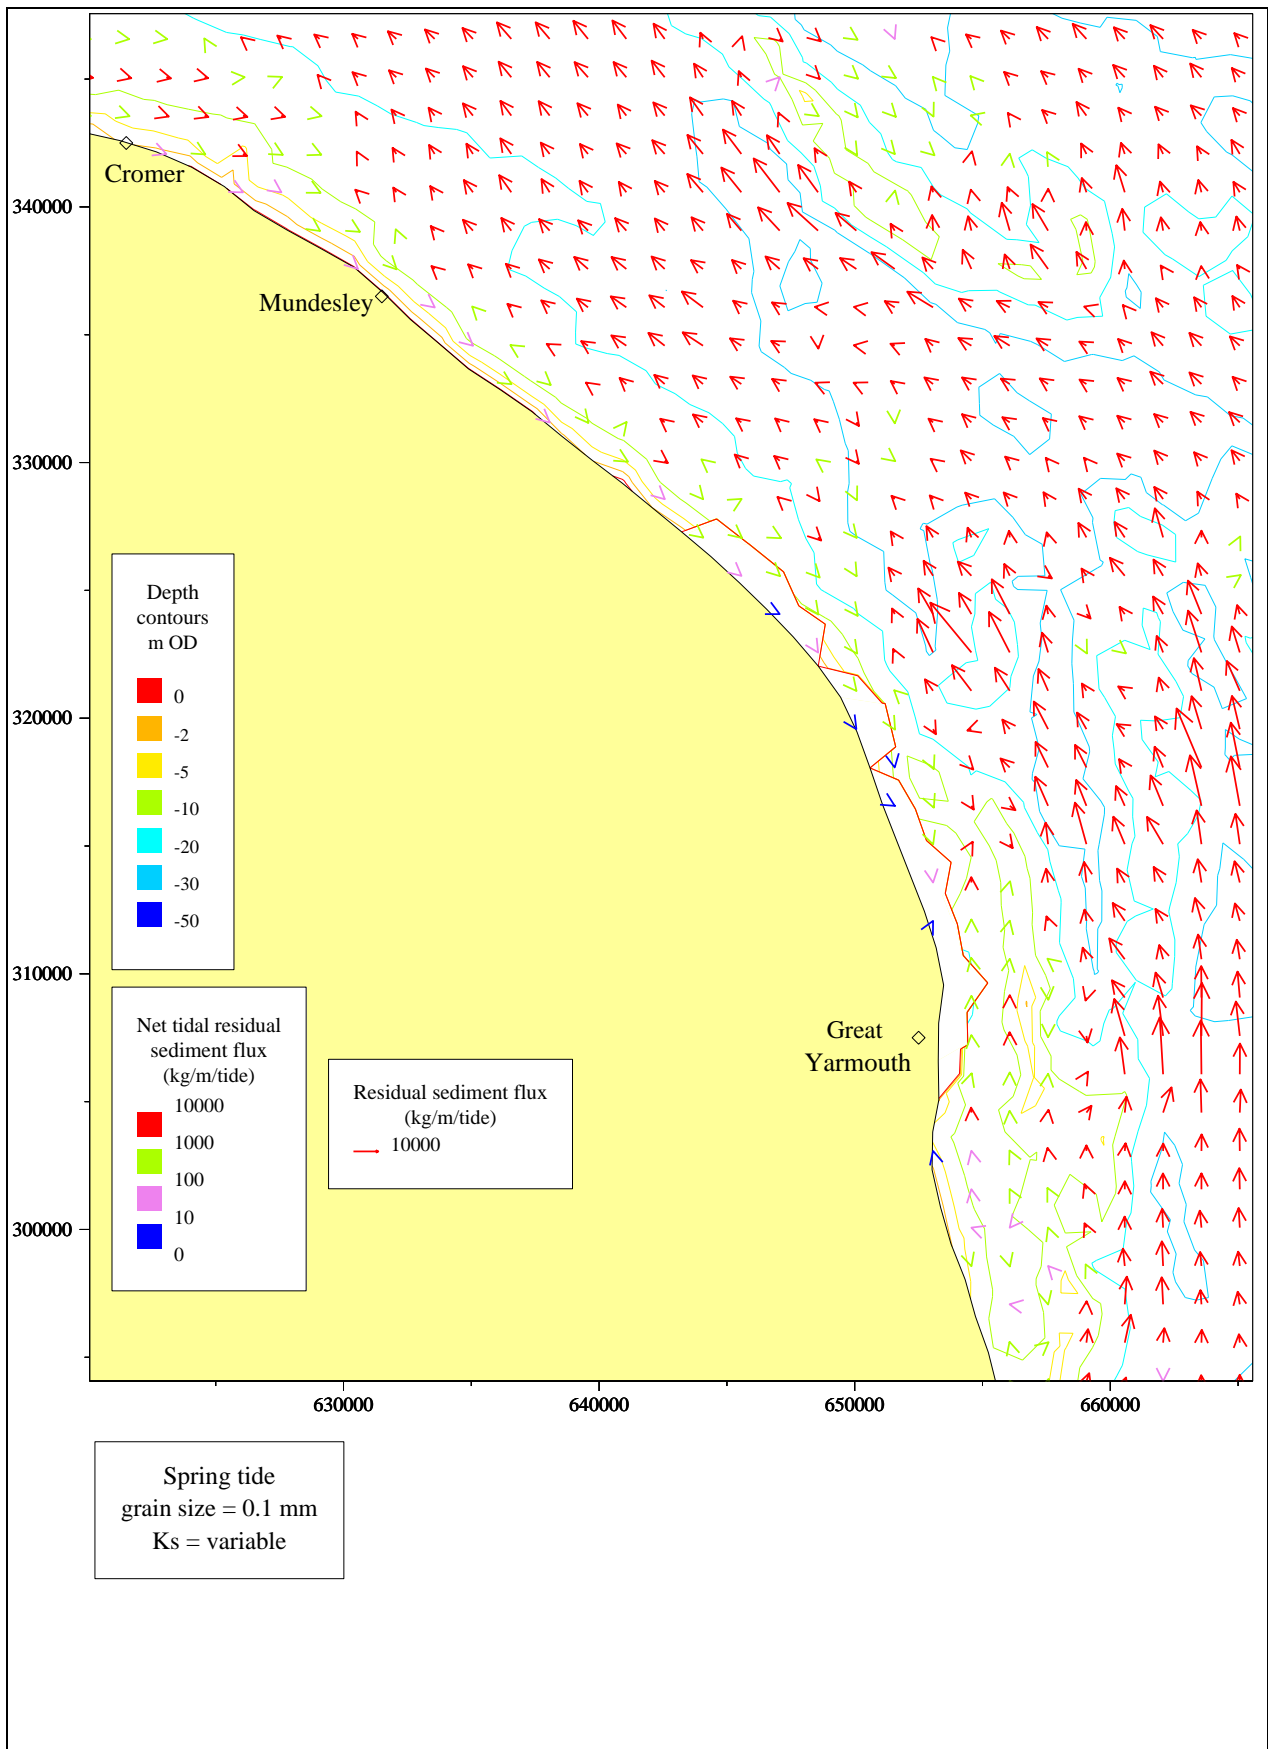 Cromer
340000
Mundesley
330000
Depth
contours
m OD
0
-2
-5
-10
-20
-30
-50
320000
310000
Net tidal residual
sediment flux
(kg/m/tide)
10000
1000
100
10
0
Residual sediment flux
(kg/m/tide)
10000
Great
Yarmouth
300000
630000
640000
650000
660000
Spring tide
grain size = 0.1 mm
Ks = variable